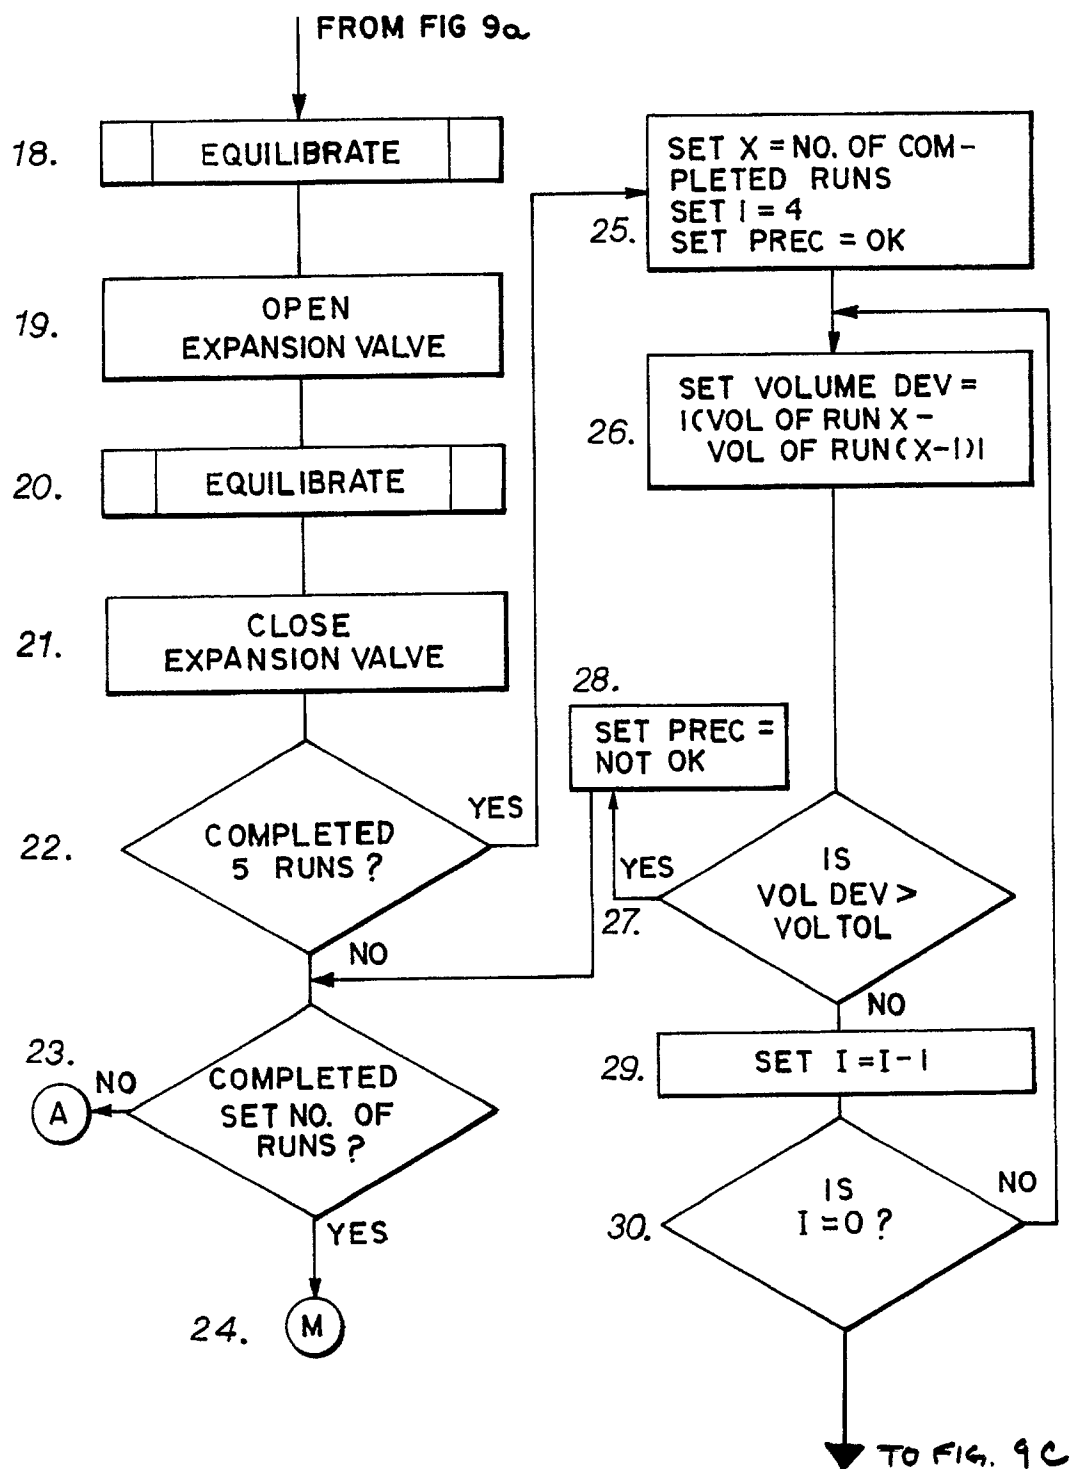 FROM FIG 9a
18.
EQUILIBRATE
19.
OPEN
EXPANSION VALVE
20.
EQUILIBRATE
21.
CLOSE
EXPANSION VALVE
22.
COMPLETED
5 RUNS ?
YES
NO
23.
NO
A
COMPLETED
SET NO. OF
RUNS ?
YES
24.
M
25.
SET X = NO. OF COM-
PLETED RUNS
SET I = 4
SET PREC = OK
26.
SET VOLUME DEV =
|(VOL OF RUN X -
VOL OF RUN (X-1)|
27.
YES
IS
VOL DEV >
VOL TOL
NO
28.
SET PREC =
NOT OK
29.
SET I = I-1
30.
IS
I = 0 ?
NO
TO FIG. 9C